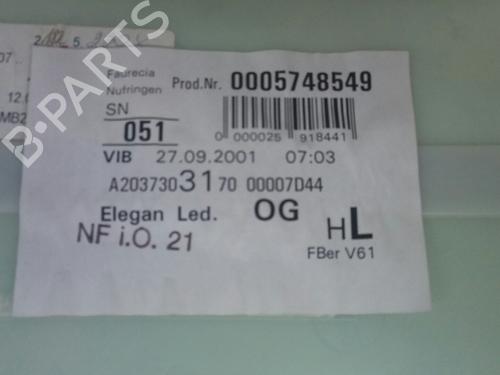 Faurecia
Nufringen
Prod.Nr. 0005748549
SN
051
0 000025 918441
VIB 27.09.2001 07:03
A2037303170 00007D44
Elegan Led. OG
HL
NF i.O. 21
FBer V61
B-PARTS